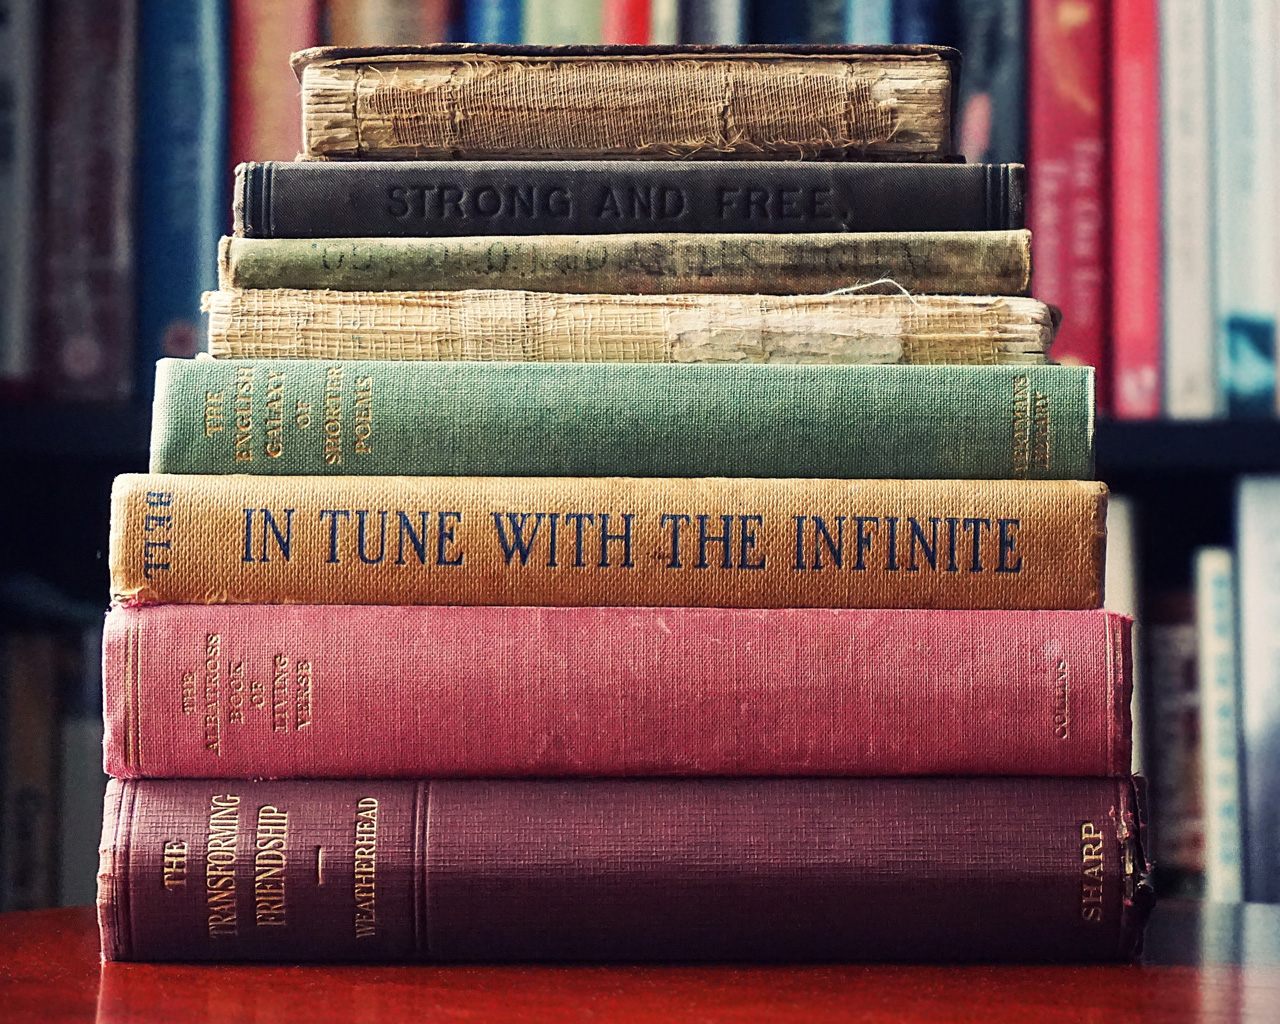 STRONG AND FREE.
THE
ENGLISH
GALAXY
OF
SHORTER
POEMS
LIBRARY
IN TUNE WITH THE INFINITE
BELL
THE
ALBATROSS
BOOK
OF
LIVING
VERSE
COLLINS
THE
TRANSFORMING
FRIENDSHIP
—
WEATHERHEAD
SHARP